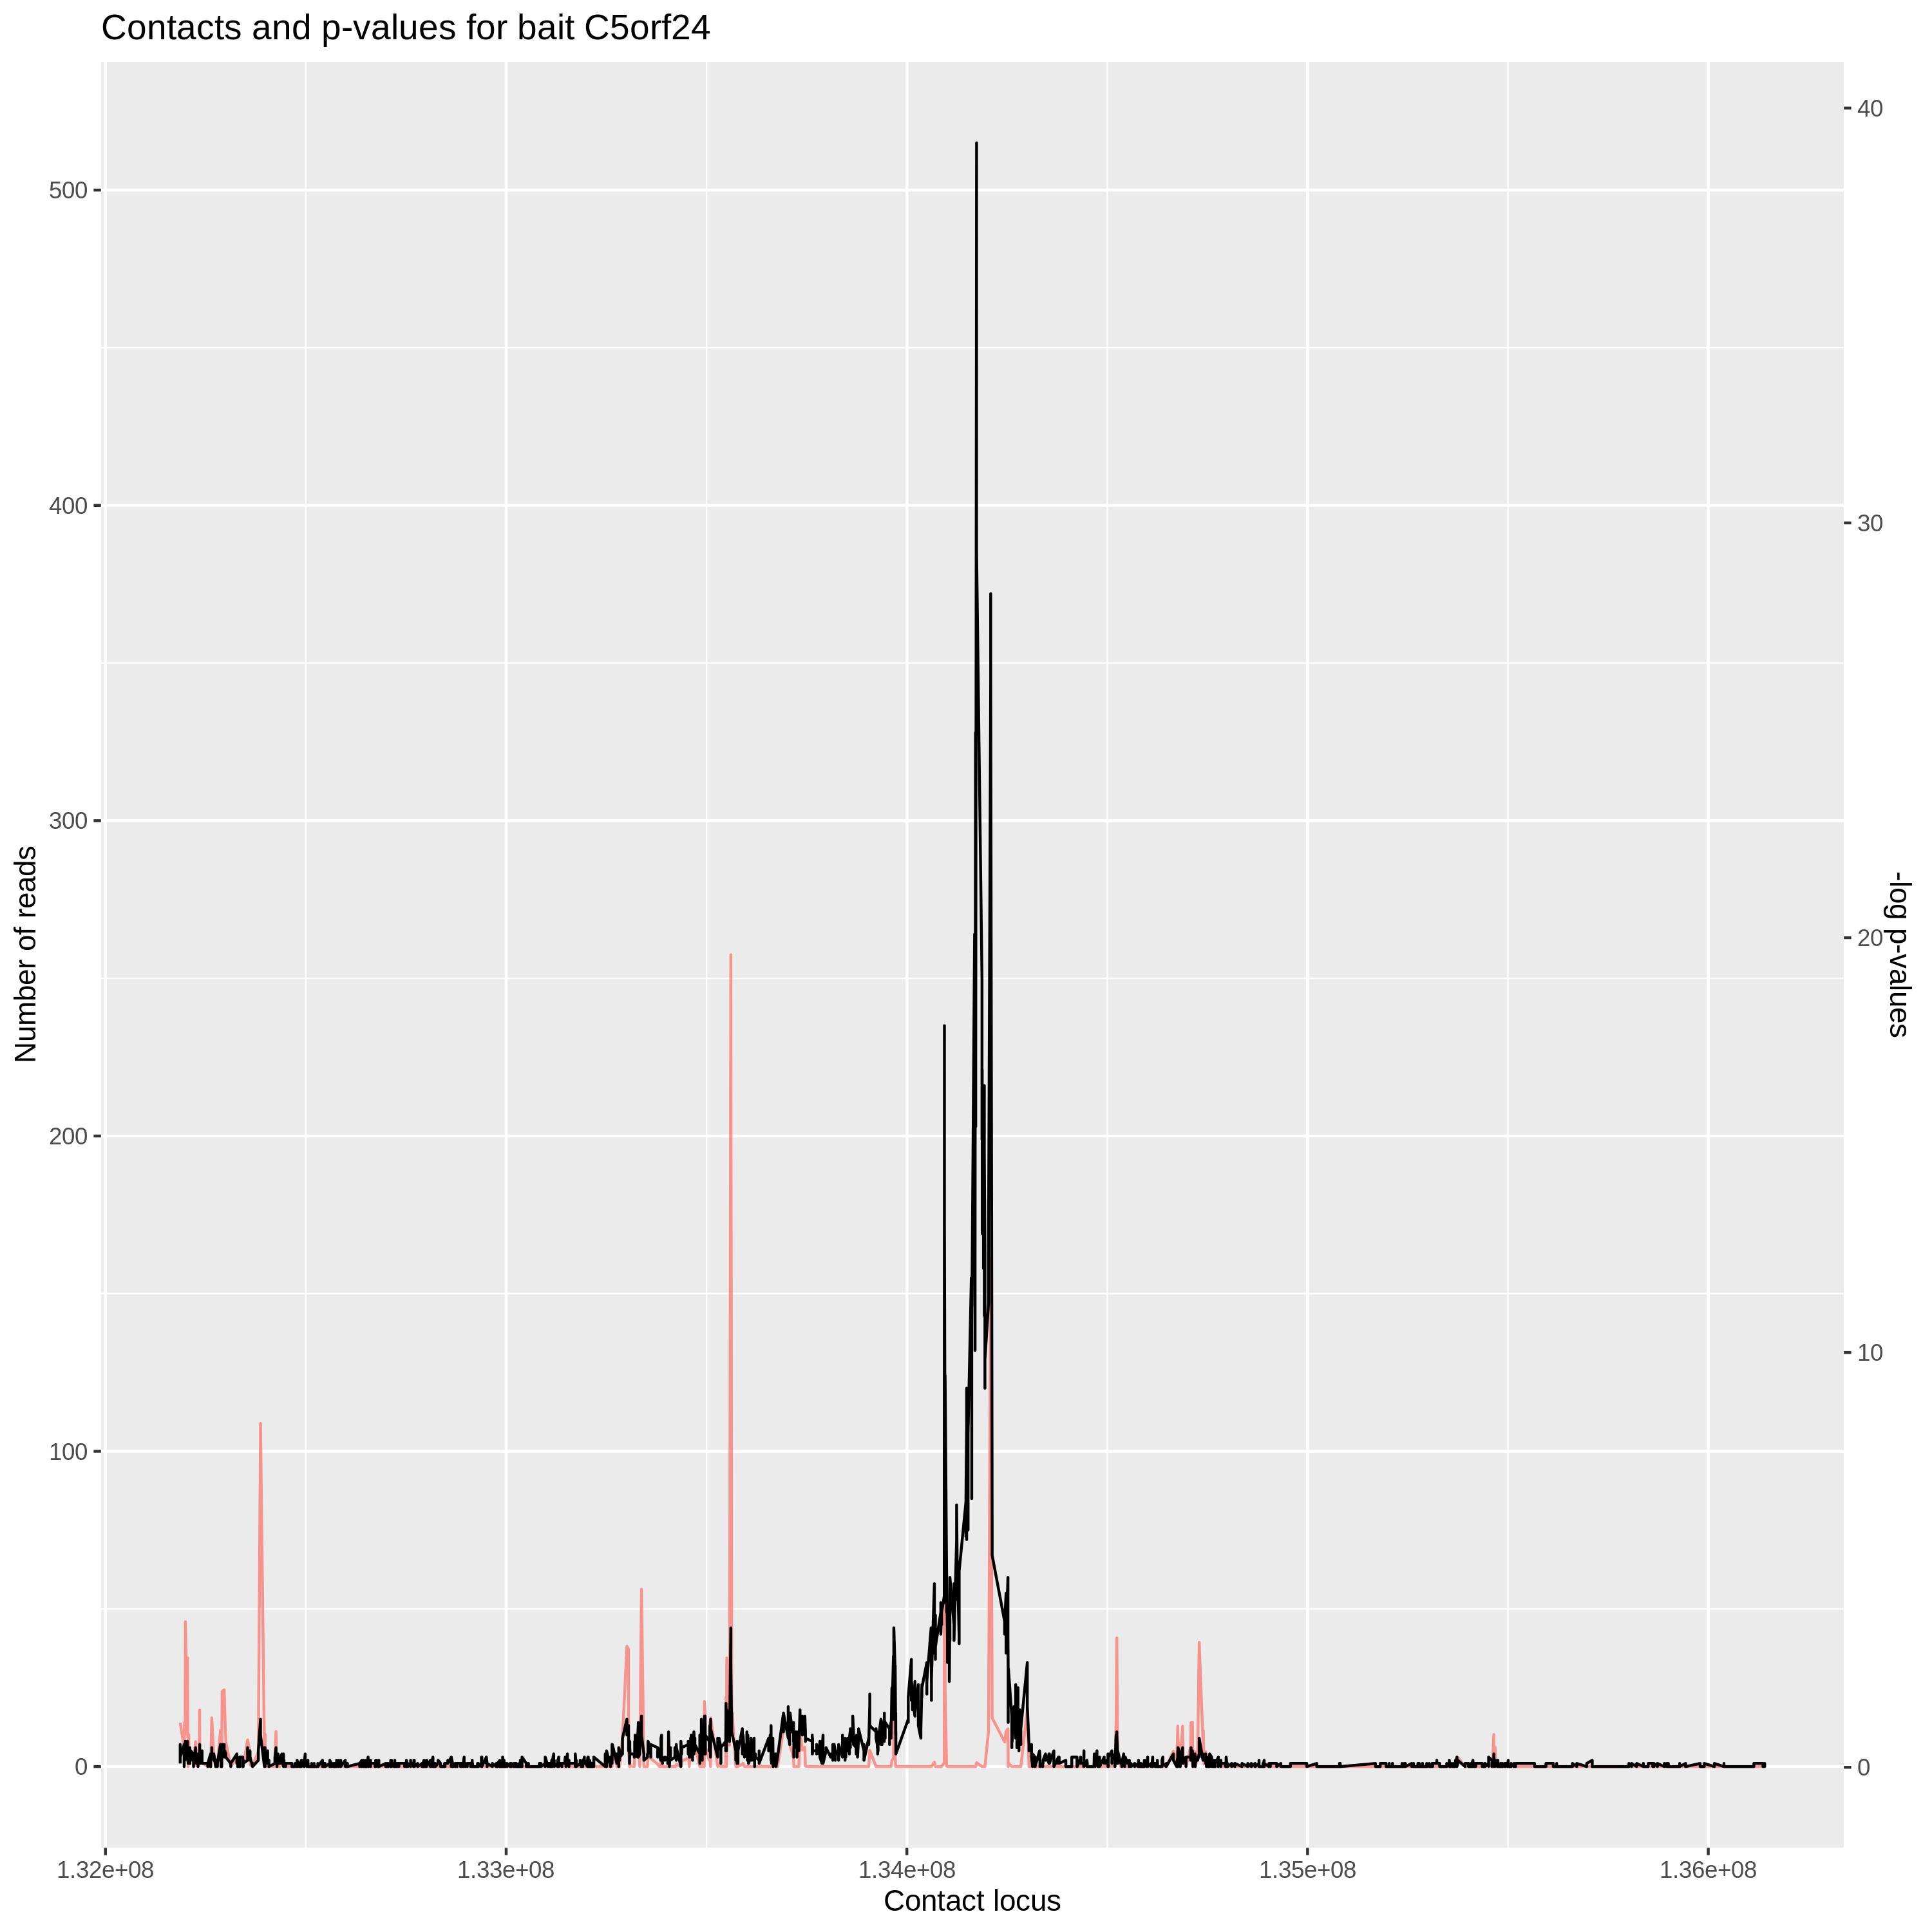 Contacts and p-values for bait C5orf24
Number of reads
500
400
300
200
100
0
40
30
20
10
0
-log p-values
1.32e+08 1.33e+08 1.34e+08 1.35e+08 1.36e+08
Contact locus